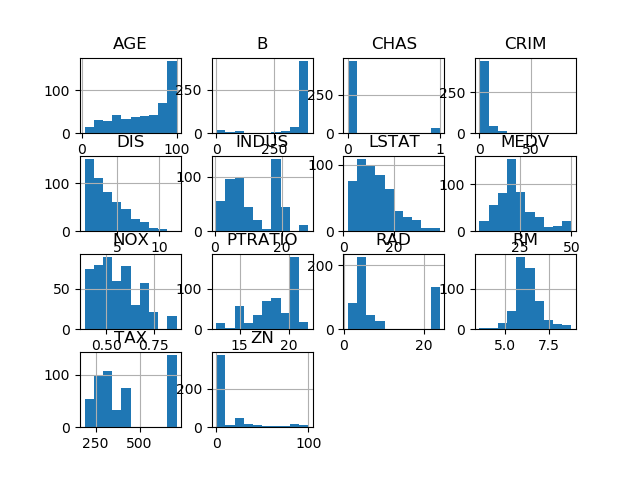 AGE B CHAS CRIM
100 250 250 250
0 0 0 0
0 100 0 250 0 1 0 50
DIS INDUS LSTAT MEDV
100 100 100 100
0 0 0 0
5 10 0 20 0 20 25 50
NOX PTRATIO RAD RM
50 100 200 100
0 0 0 0
0.50 0.75 15 20 0 20 5.0 7.5
TAX ZN
100 200
0 0
250 500 0 100